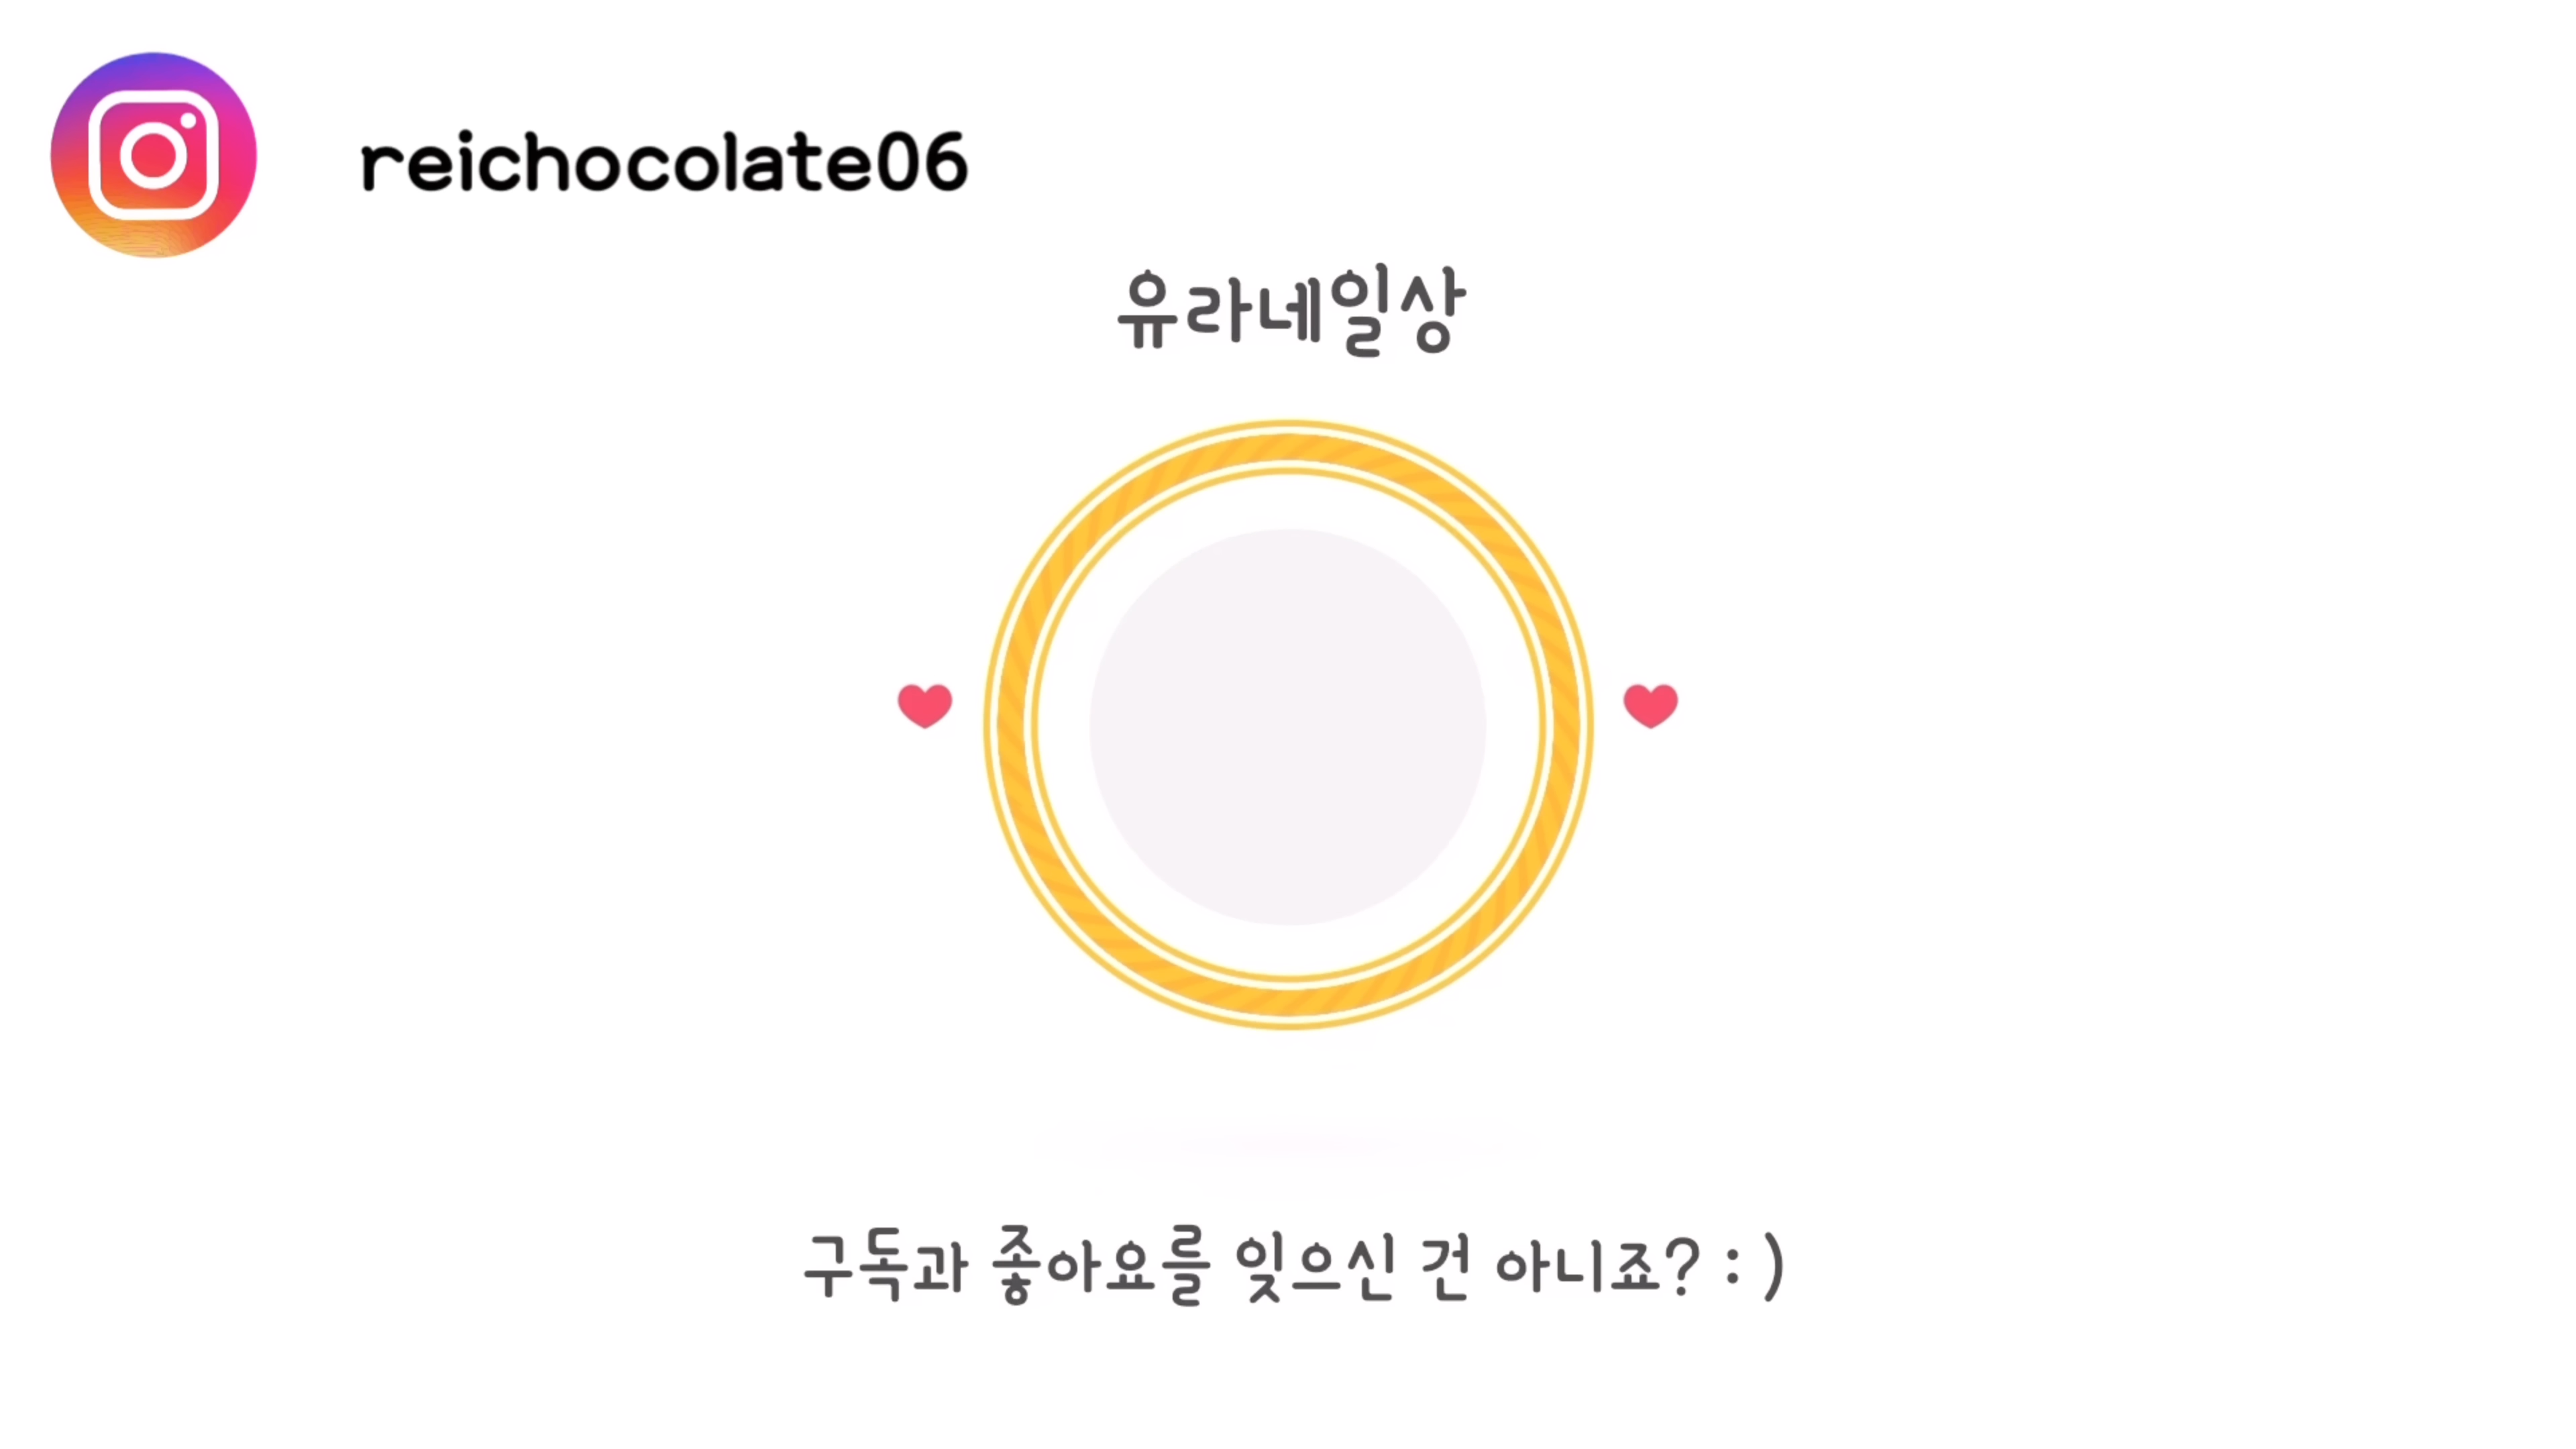 reichocolate06
유라네일상
구독과 좋아요를 잊으신 건 아니죠? : )